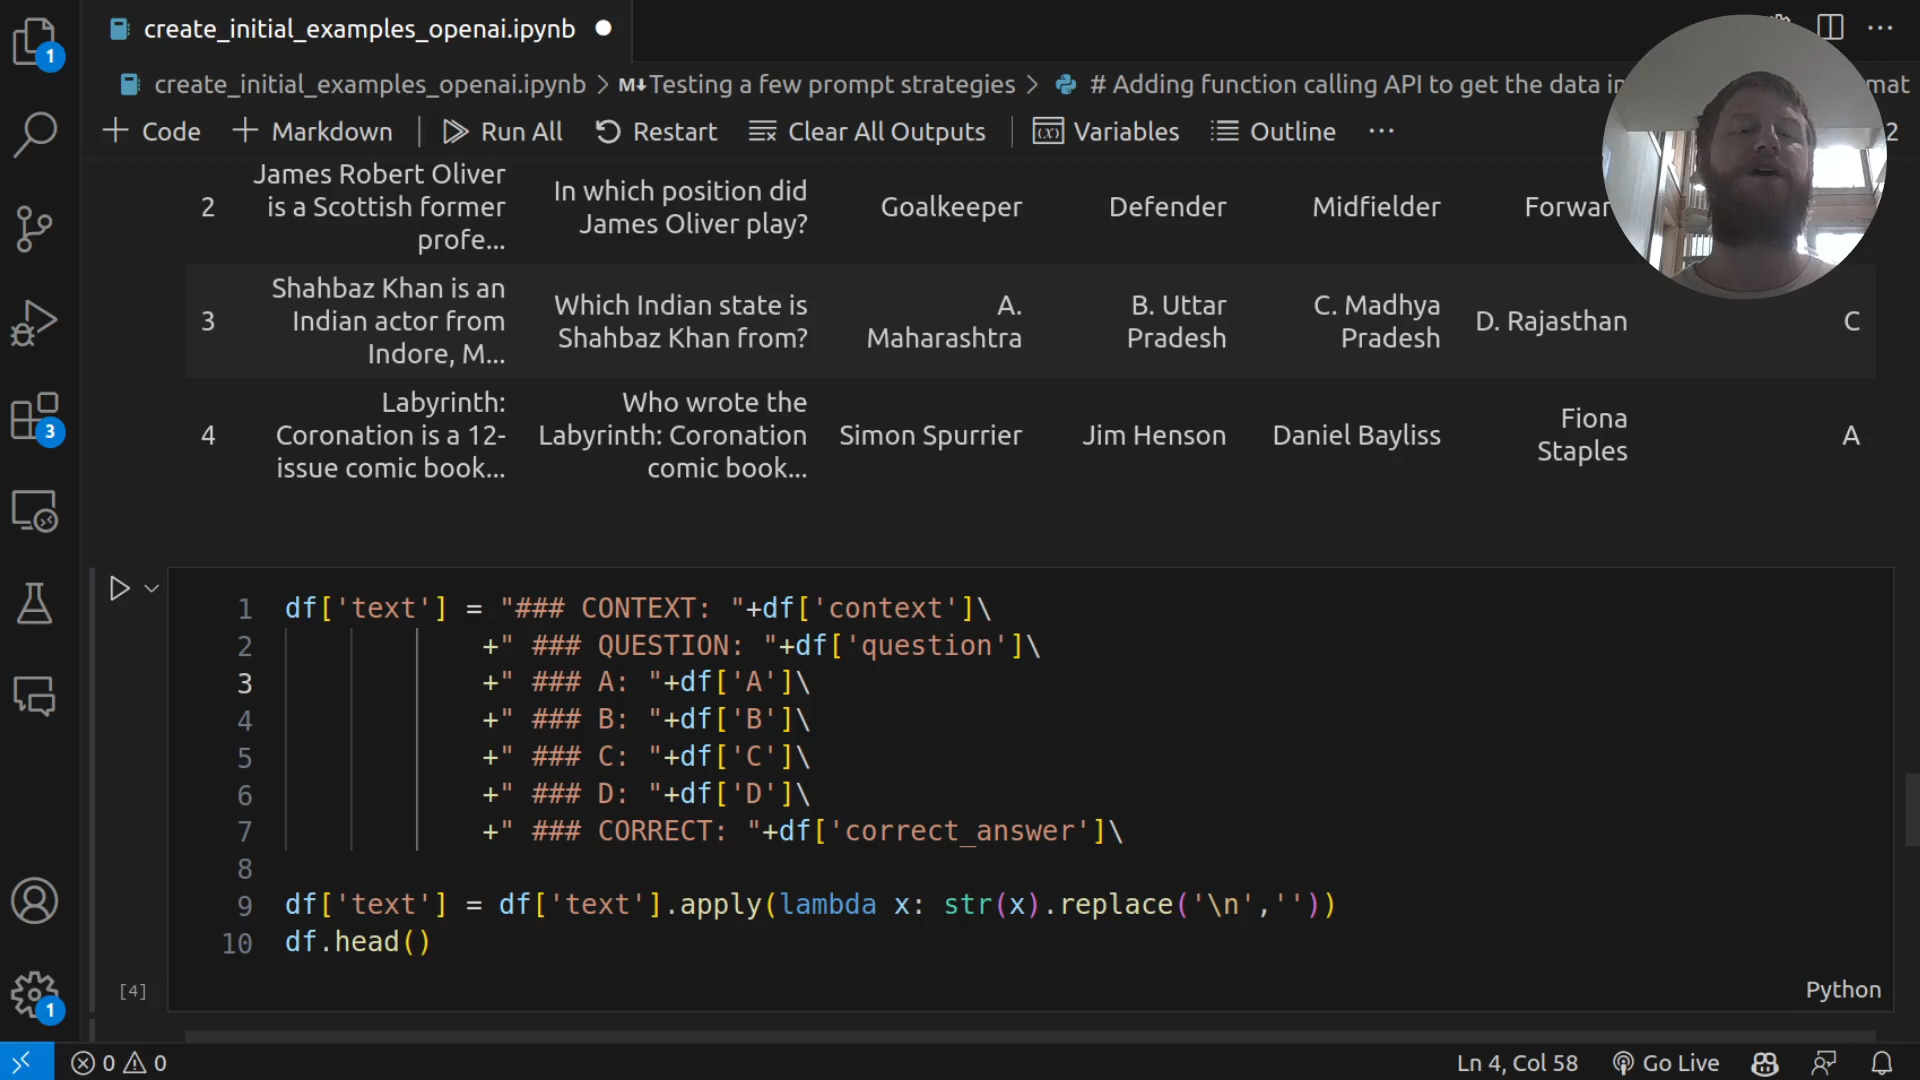 create_initial_examples_openai.ipynb
1
create_initial_examples_openai.ipynb > M↓ Testing a few prompt strategies > # Adding function calling API to get the data in mat
+ Code + Markdown Run All Restart Clear All Outputs Variables Outline ...
2
James Robert Oliver
is a Scottish former
profe...
In which position did
James Oliver play?
Goalkeeper
Defender
Midfielder
Forwar
3
Shahbaz Khan is an
Indian actor from
Indore, M...
Which Indian state is
Shahbaz Khan from?
A.
Maharashtra
B. Uttar
Pradesh
C. Madhya
Pradesh
D. Rajasthan
C
4
Labyrinth:
Coronation is a 12-
issue comic book...
Who wrote the
Labyrinth: Coronation
comic book...
Simon Spurrier
Jim Henson
Daniel Bayliss
Fiona
Staples
A
3
1 df['text'] = "### CONTEXT: "+df['context']\
2 +" ### QUESTION: "+df['question']\
3 +" ### A: "+df['A']\
4 +" ### B: "+df['B']\
5 +" ### C: "+df['C']\
6 +" ### D: "+df['D']\
7 +" ### CORRECT: "+df['correct_answer']\
8
9 df['text'] = df['text'].apply(lambda x: str(x).replace('\n',''))
10 df.head()
[4]
Python
1
0 0
Ln 4, Col 58
Go Live